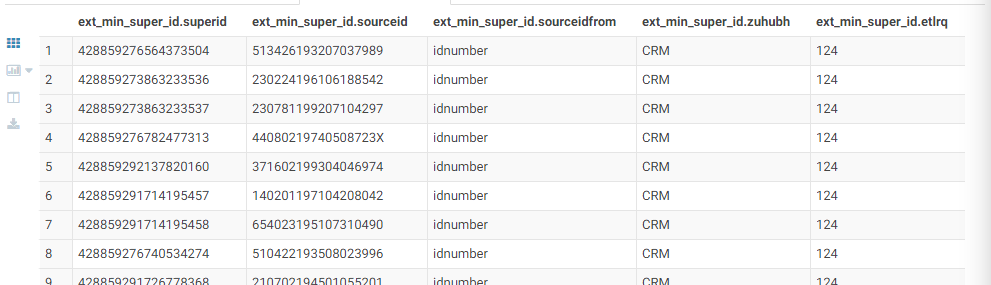 ext_min_super_id.superid ext_min_super_id.sourceid ext_min_super_id.sourceidfrom ext_min_super_id.zuhubh ext_min_super_id.etlrq
1 428859276564373504 513426193207037989 idnumber CRM 124
2 428859273863233536 230224196106188542 idnumber CRM 124
3 428859273863233537 230781199207104297 idnumber CRM 124
4 428859276782477313 44080219740508723X idnumber CRM 124
5 428859292137820160 371602199304046974 idnumber CRM 124
6 428859291714195457 140201197104208042 idnumber CRM 124
7 428859291714195458 654023195107310490 idnumber CRM 124
8 428859276740534274 510422193508023996 idnumber CRM 124
9 428859291726778368 210702194501055201 idnumber CRM 124